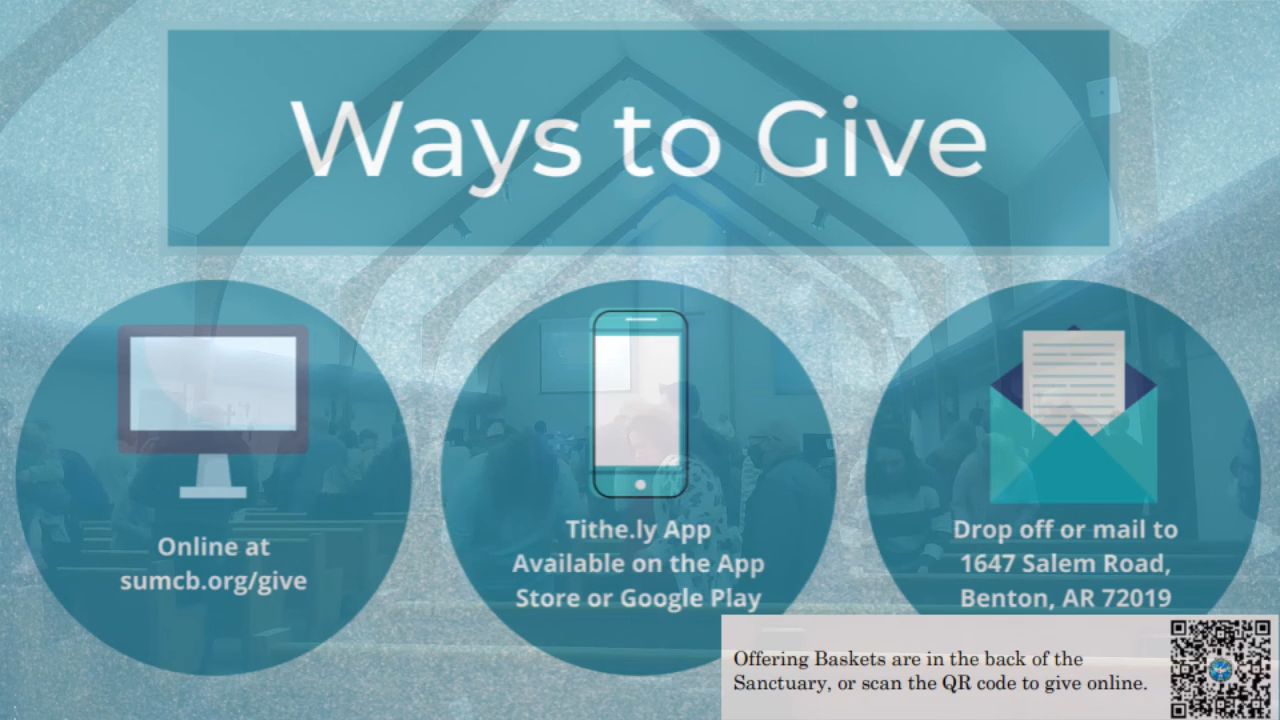 Ways to Give
Online at
sumcb.org/give
Tithe.ly App
Available on the App
Store or Google Play
Drop off or mail to
1647 Salem Road,
Benton, AR 72019
Offering Baskets are in the back of the
Sanctuary, or scan the QR code to give online.